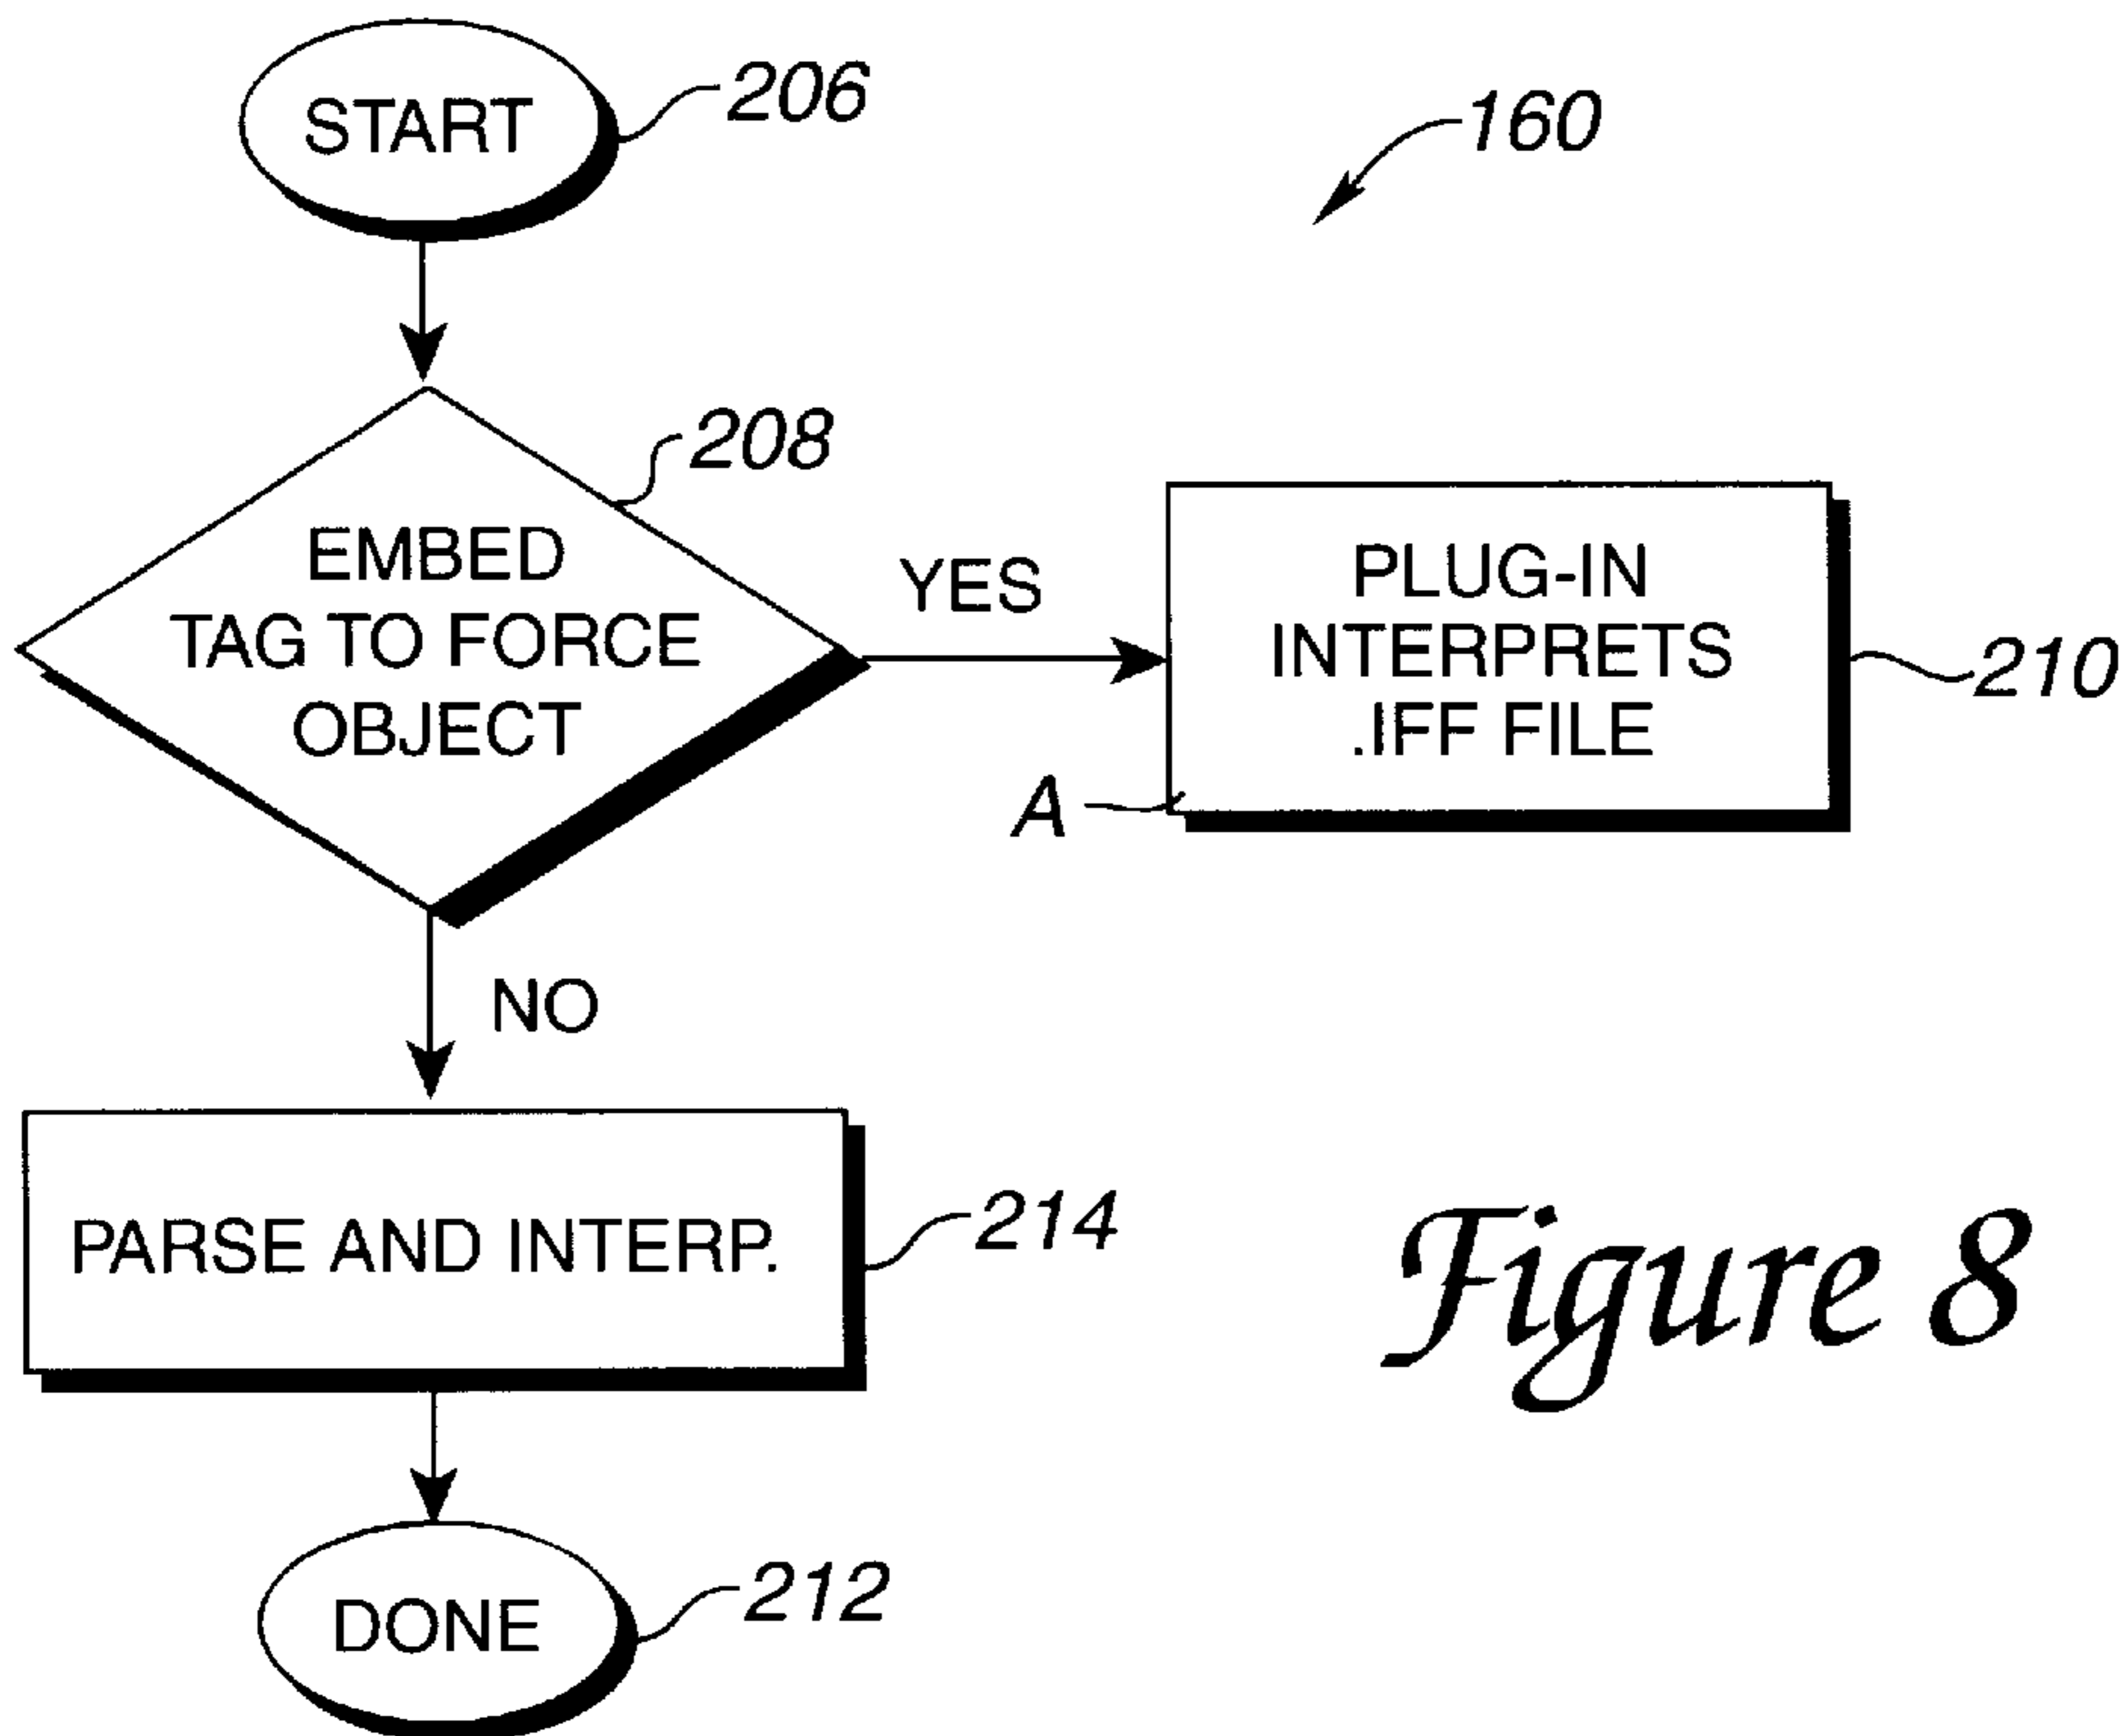 START
206
160
EMBED
TAG TO FORCE
OBJECT
208
YES
PLUG-IN
INTERPRETS
.IFF FILE
210
A
NO
PARSE AND INTERP.
214
DONE
212
Figure 8